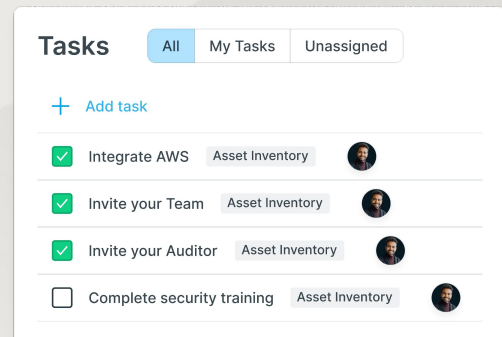 Tasks All My Tasks Unassigned
Add task
Integrate AWS Asset Inventory
Invite your Team Asset Inventory
Invite your Auditor Asset Inventory
Complete security training Asset Inventory